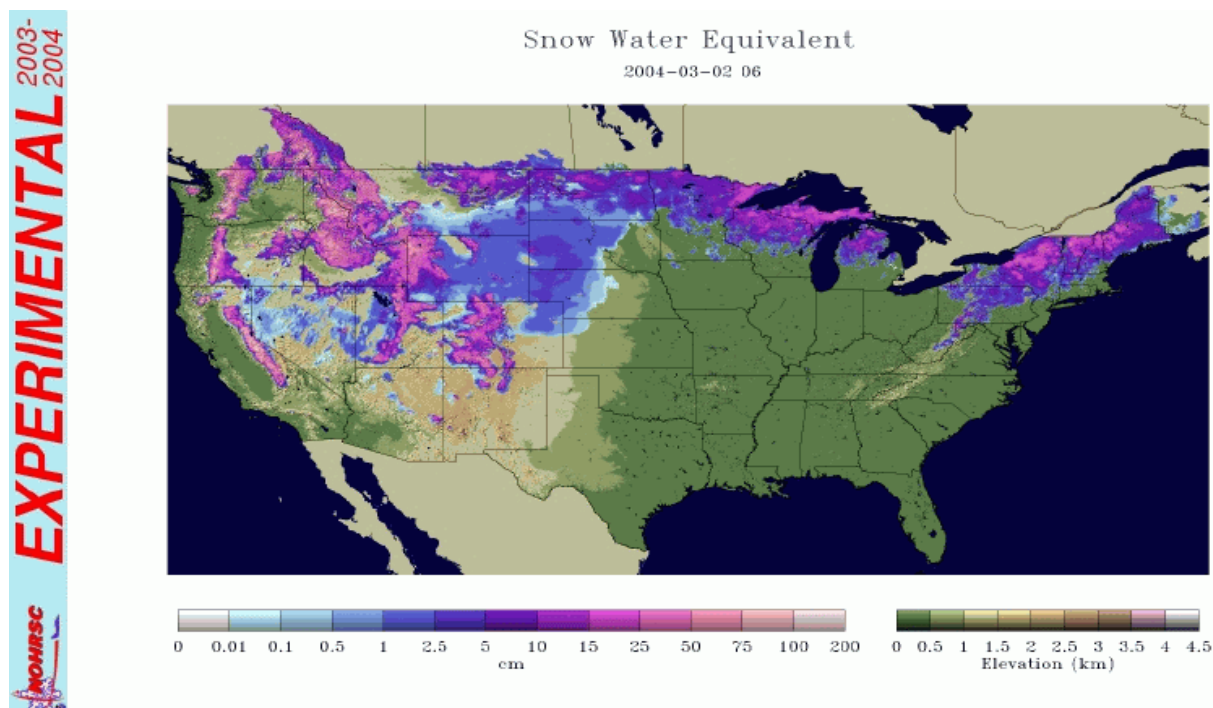 EXPERIMENTAL 2003-
2004
NOHRSC
Snow Water Equivalent
2004-03-02 06
0 0.01 0.1 0.5 1 2.5 5 10 15 25 50 75 100 200
cm
0 0.5 1 1.5 2 2.5 3 3.5 4 4.5
Elevation (km)